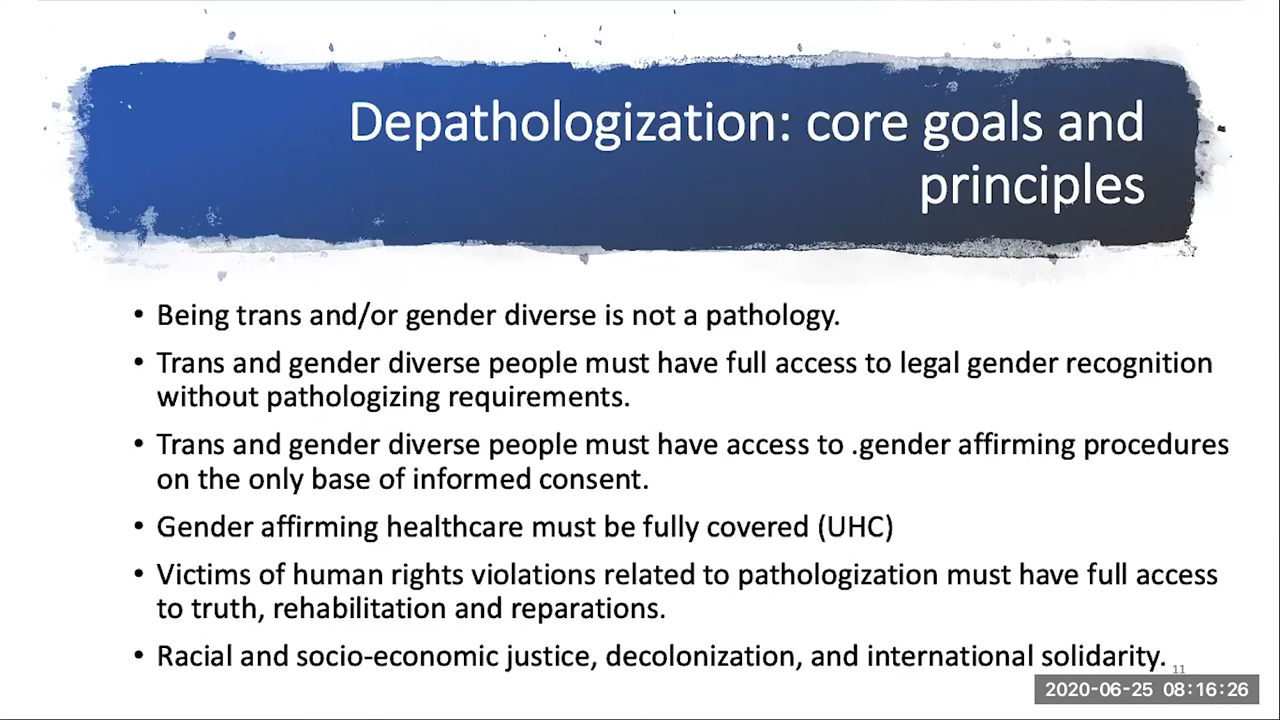 Depathologization: core goals and
principles
• Being trans and/or gender diverse is not a pathology.
• Trans and gender diverse people must have full access to legal gender recognition
without pathologizing requirements.
• Trans and gender diverse people must have access to .gender affirming procedures
on the only base of informed consent.
• Gender affirming healthcare must be fully covered (UHC)
• Victims of human rights violations related to pathologization must have full access
to truth, rehabilitation and reparations.
• Racial and socio-economic justice, decolonization, and international solidarity.
11
2020-06-25 08:16:26